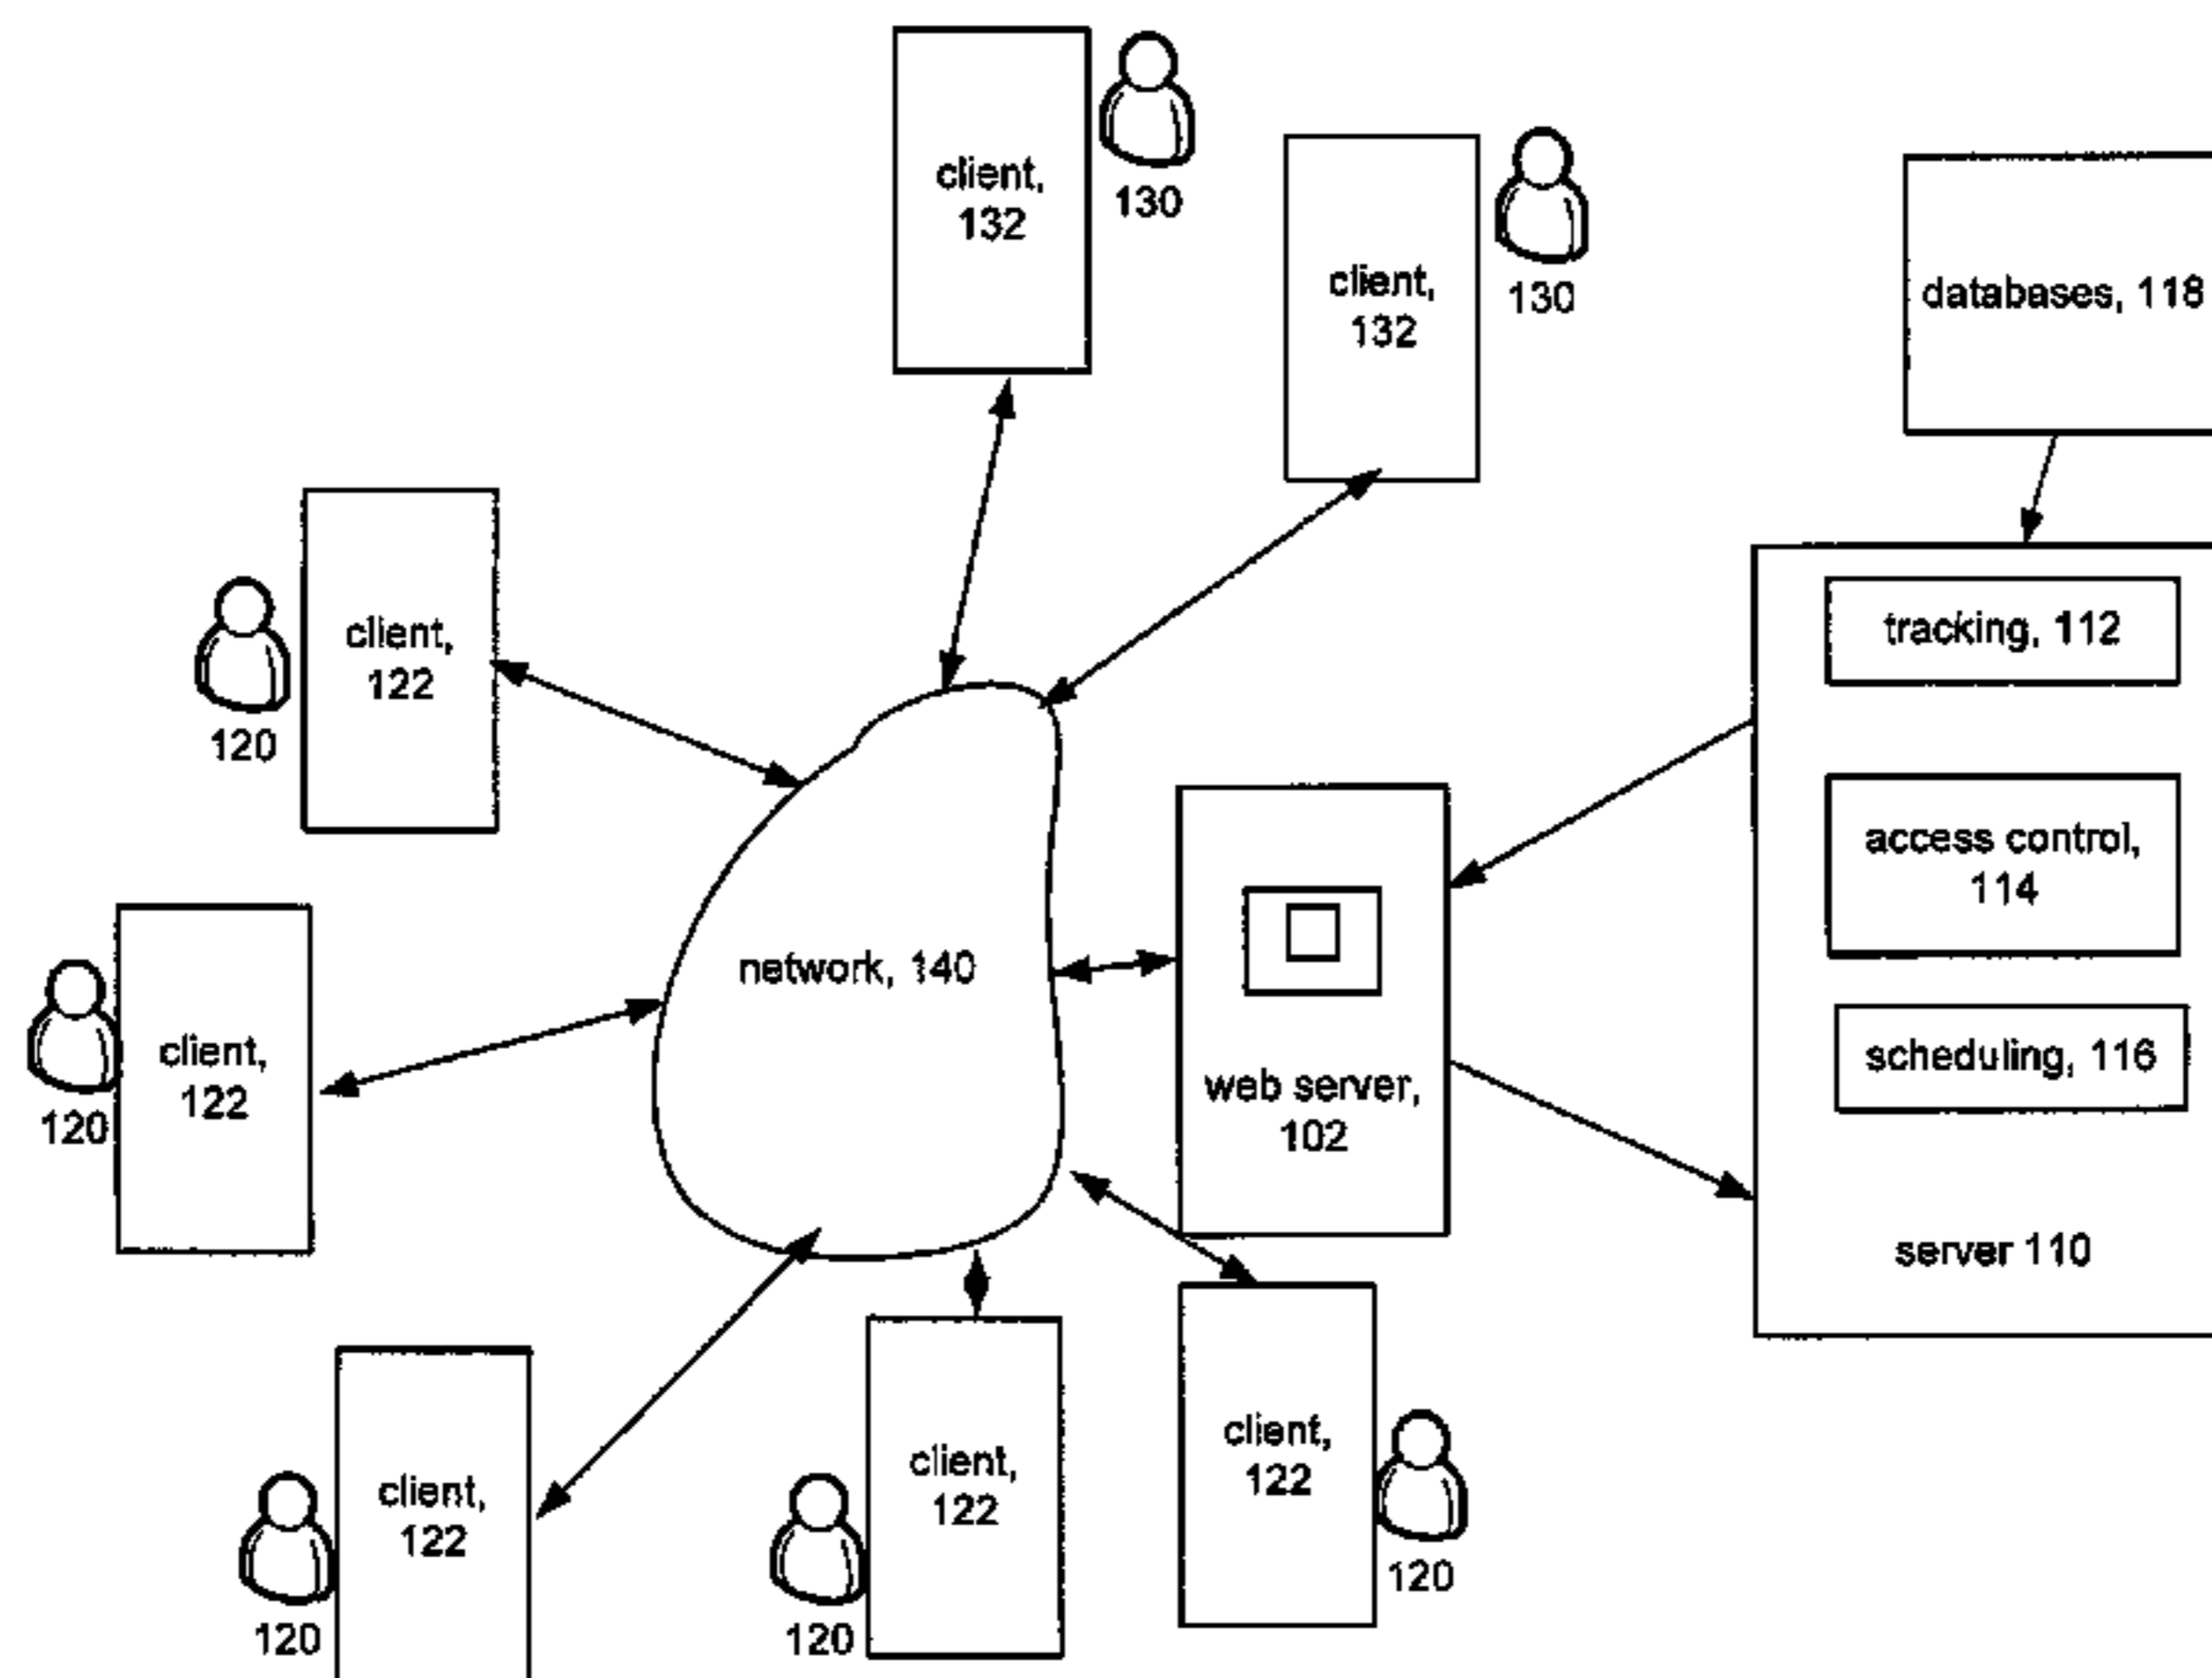 client,
132
130
client,
132
130
databases, 118
client,
122
120
tracking, 112
access control,
114
scheduling, 116
server 110
network, 140
web server,
102
client,
122
120
client,
122
120
client,
122
120
client,
122
120